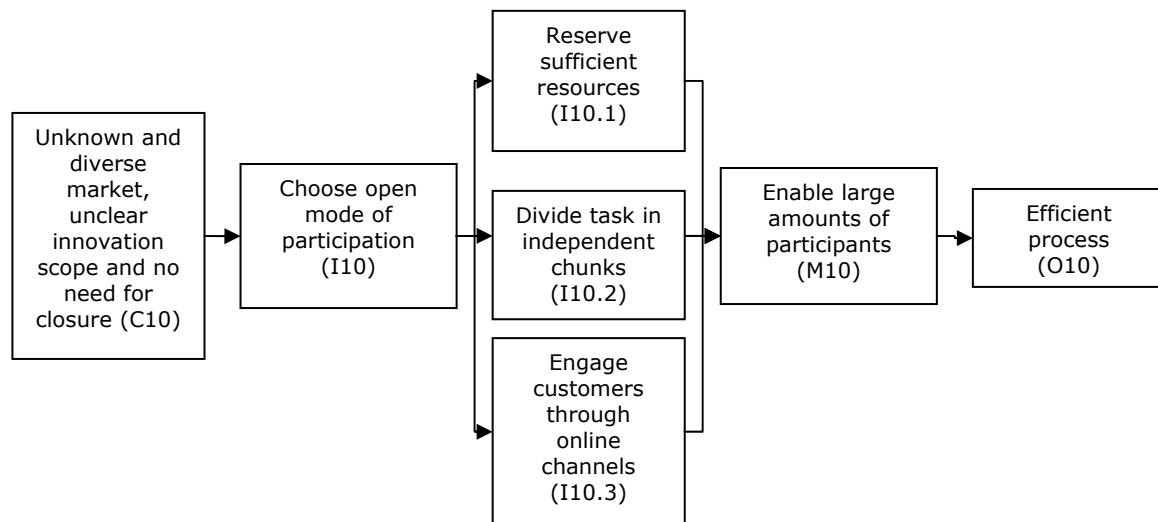 Unknown and
diverse
market,
unclear
innovation
scope and no
need for
closure (C10)
Choose open
mode of
participation
(I10)
Reserve
sufficient
resources
(I10.1)
Divide task in
independent
chunks
(I10.2)
Engage
customers
through
online
channels
(I10.3)
Enable large
amounts of
participants
(M10)
Efficient
process
(O10)